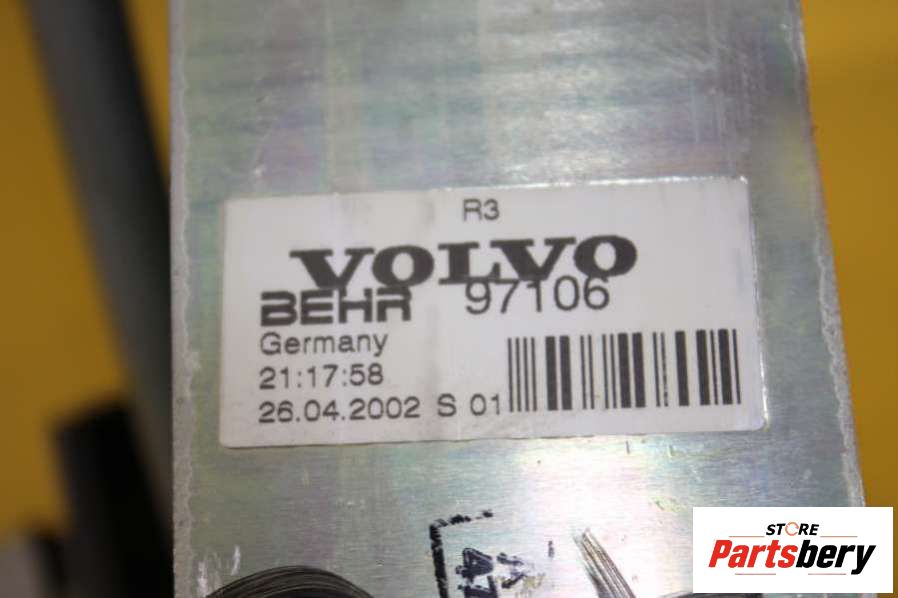 R3
VOLVO
BEHR 97106
Germany
21:17:58
26.04.2002 S 01
STORE
Partsbery